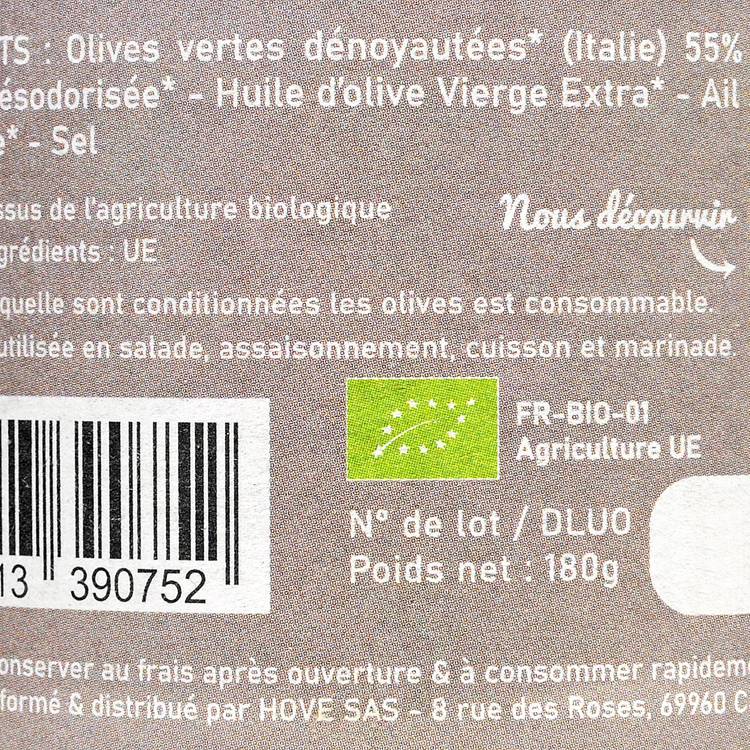 TS : Olives vertes dénoyautées* (Italie) 55%
ésodorisée* - Huile d'olive Vierge Extra* - Ail
e* - Sel
ssus de l'agriculture biologique
Nous découvrir
grédients : UE
quelle sont conditionnées les olives est consommable.
utilisée en salade, assaisonnement, cuisson et marinade.
FR-BIO-01
Agriculture UE
N° de lot / DLUO
Poids net : 180g
13 390752
onserver au frais après ouverture & à consommer rapidem
formé & distribué par HOVE SAS - 8 rue des Roses, 69960 C